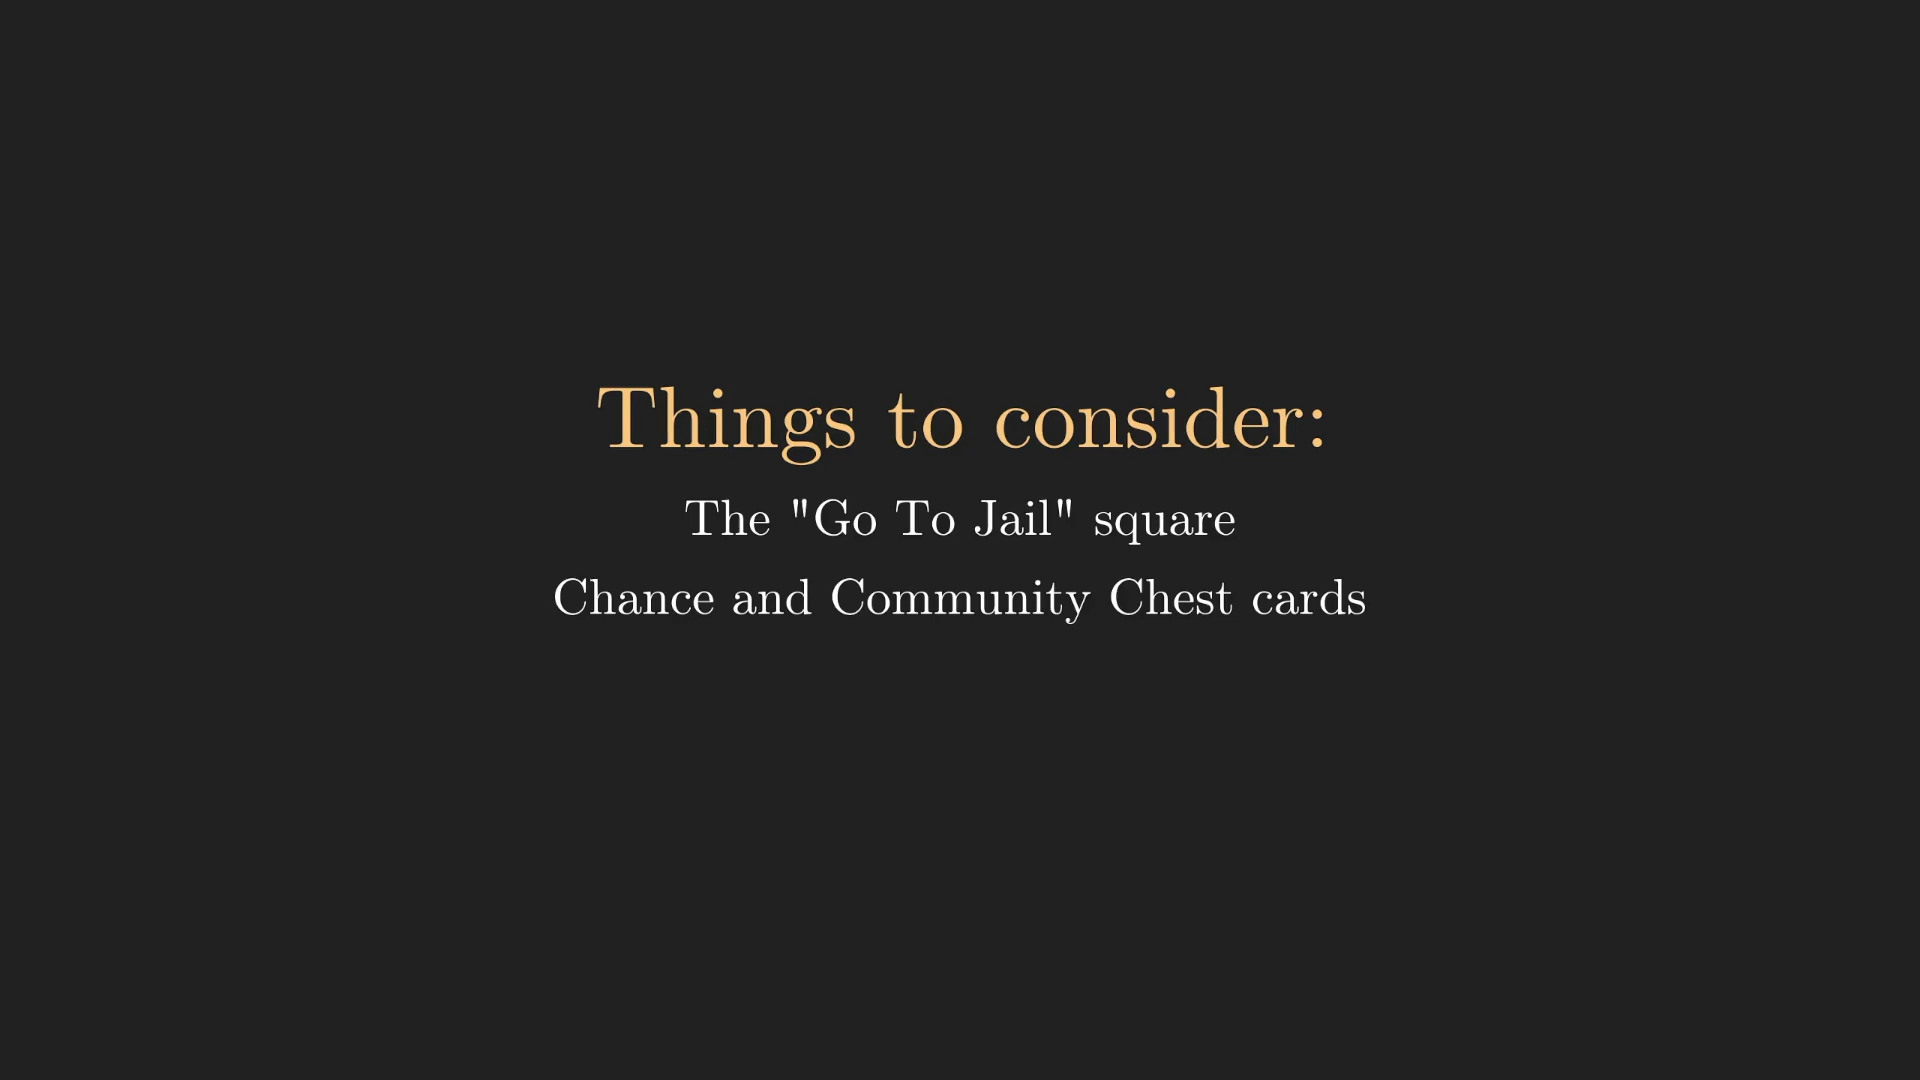 Things to consider:
The "Go To Jail" square
Chance and Community Chest cards